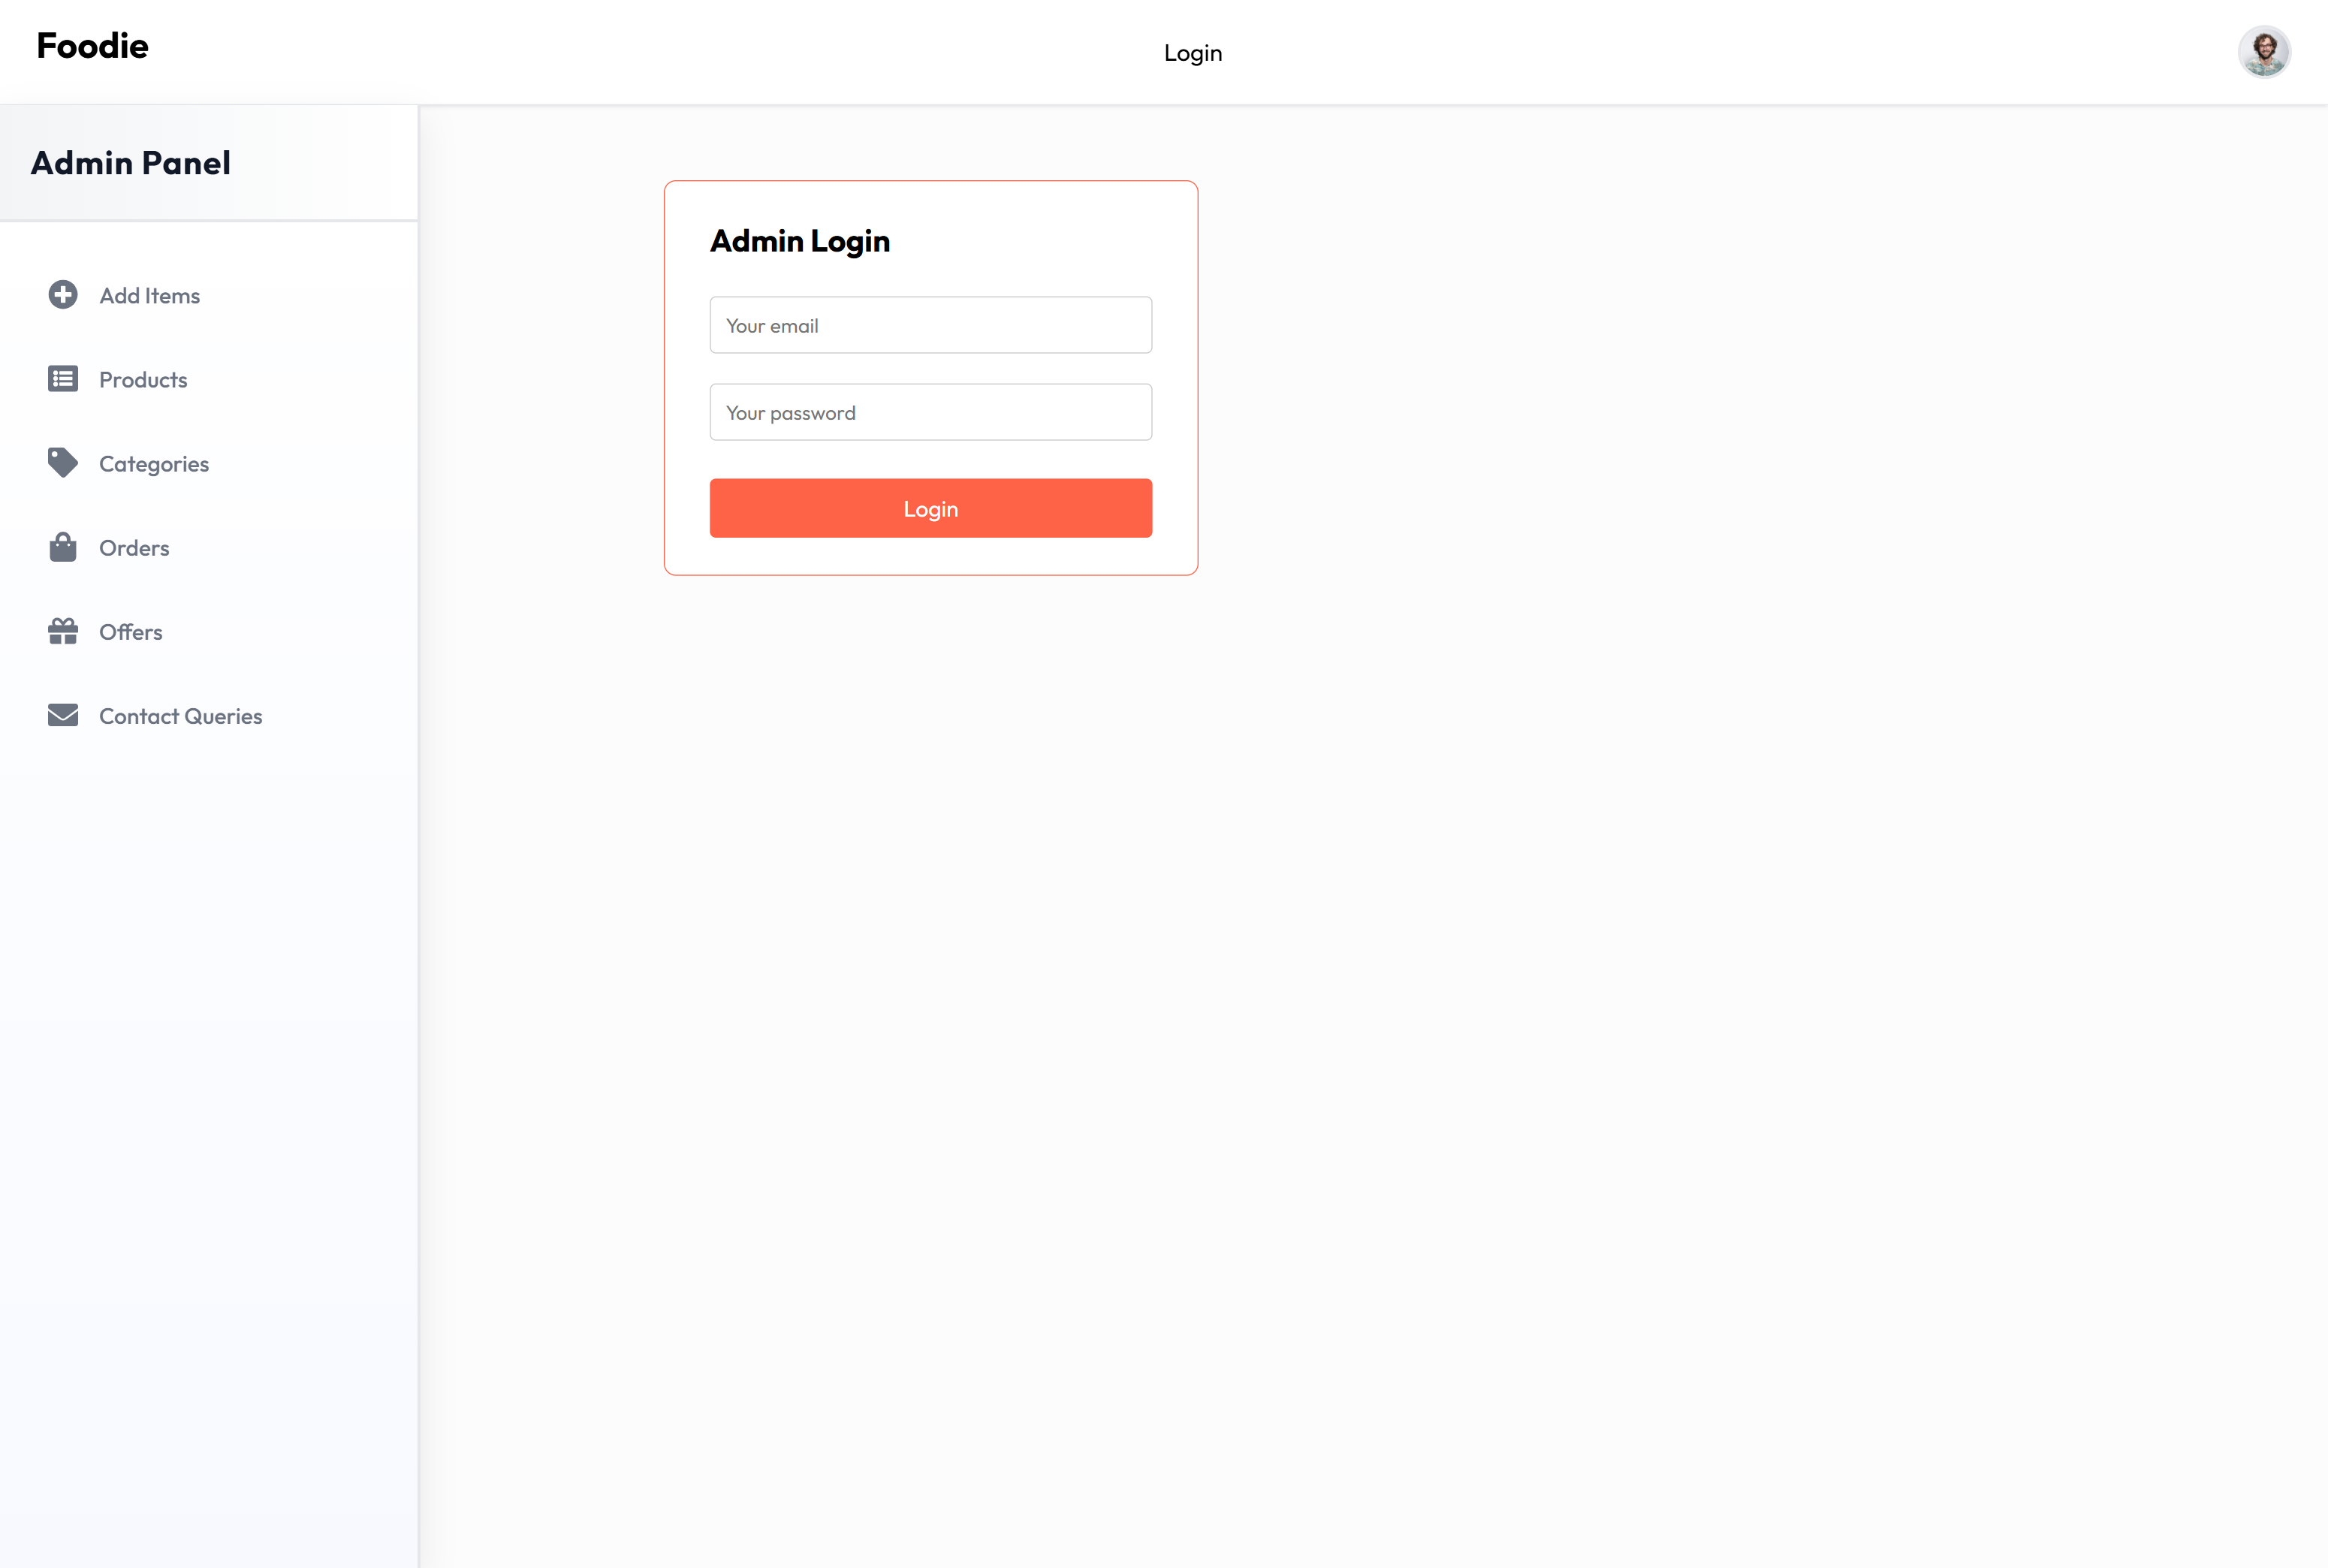 Foodie
Login
Admin Panel
Add Items
Products
Categories
Orders
Offers
Contact Queries
Admin Login
Your email
Your password
Login